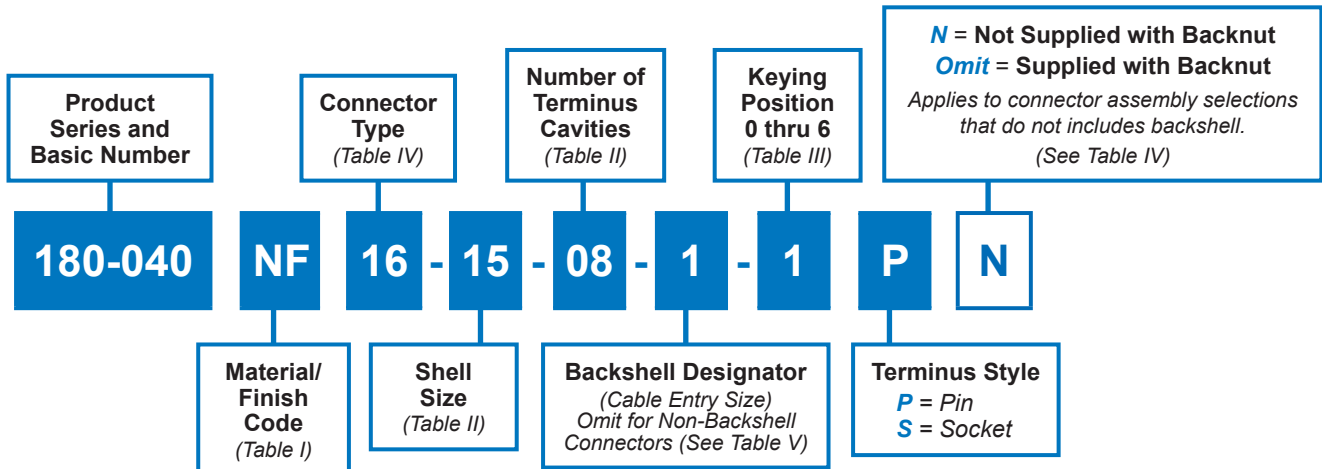 Product
Series and
Basic Number
Connector
Type
(Table IV)
Number of
Terminus
Cavities
(Table II)
Keying
Position
0 thru 6
(Table III)
N = Not Supplied with Backnut
Omit = Supplied with Backnut
Applies to connector assembly selections
that do not includes backshell.
(See Table IV)
180-040 NF 16 - 15 - 08 - 1 - 1 P N
Material/
Finish
Code
(Table I)
Shell
Size
(Table II)
Backshell Designator
(Cable Entry Size)
Omit for Non-Backshell
Connectors (See Table V)
Terminus Style
P = Pin
S = Socket